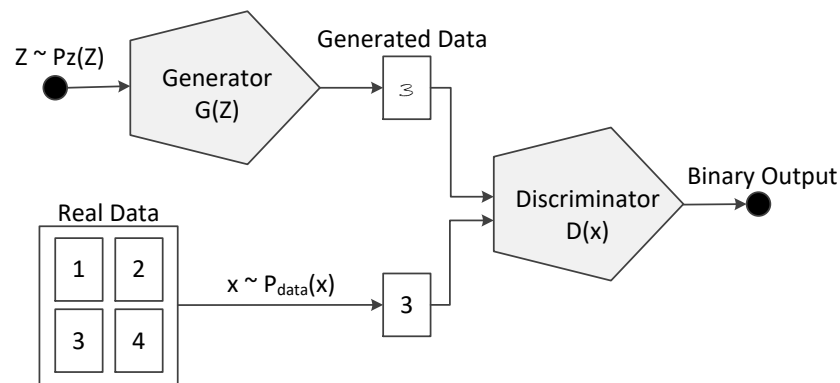 Z ~ Pz(Z)
Generator
G(Z)
Generated Data
3
Discriminator
D(x)
Binary Output
Real Data
1 2
3 4
x ~ Pdata(x)
3